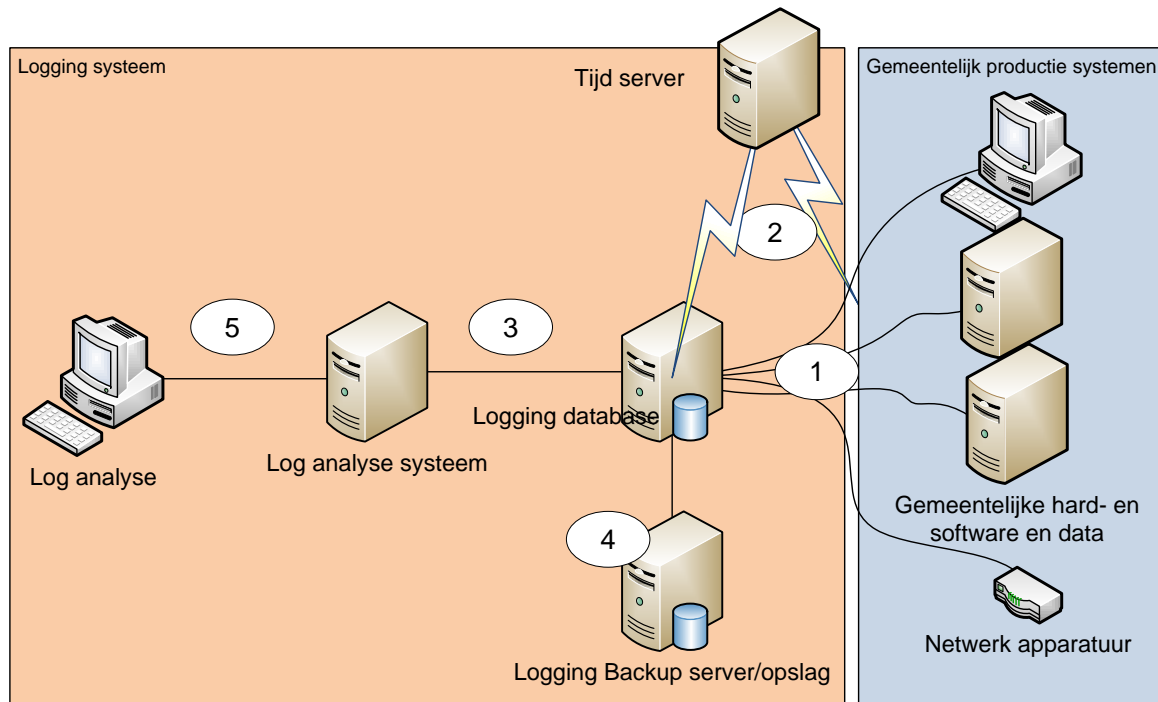 Logging systeem
Tijd server
Gemeentelijk productie systemen
2
5
3
1
Logging database
Log analyse systeem
Log analyse
Gemeentelijke hard- en
software en data
4
Netwerk apparatuur
Logging Backup server/opslag